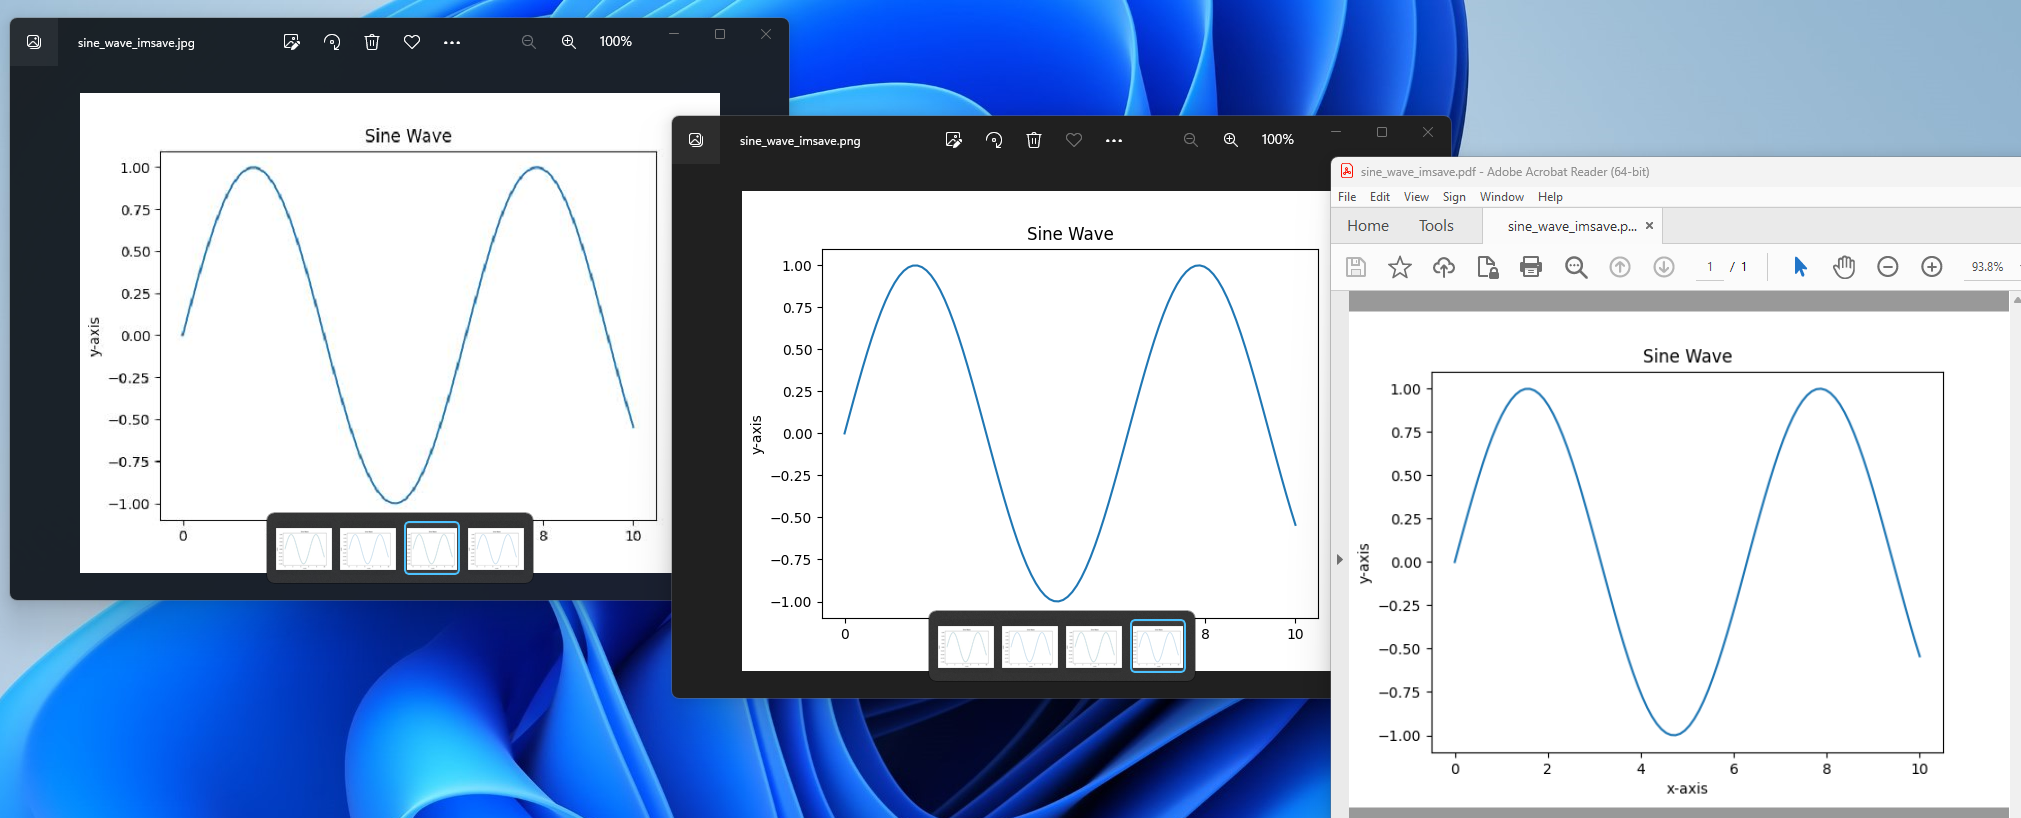 sine_wave_imsave.jpg
100%
Sine Wave
1.00
0.75
0.50
0.25
0.00
−0.25
−0.50
−0.75
−1.00
y-axis
0
8
10
sine_wave_imsave.png
100%
Sine Wave
1.00
0.75
0.50
0.25
0.00
−0.25
−0.50
−0.75
−1.00
y-axis
0
8
10
sine_wave_imsave.pdf - Adobe Acrobat Reader (64-bit)
File Edit View Sign Window Help
Home Tools sine_wave_imsave.p...
1 / 1 93.8%
Sine Wave
1.00
0.75
0.50
0.25
0.00
−0.25
−0.50
−0.75
−1.00
y-axis
0 2 4 6 8 10
x-axis